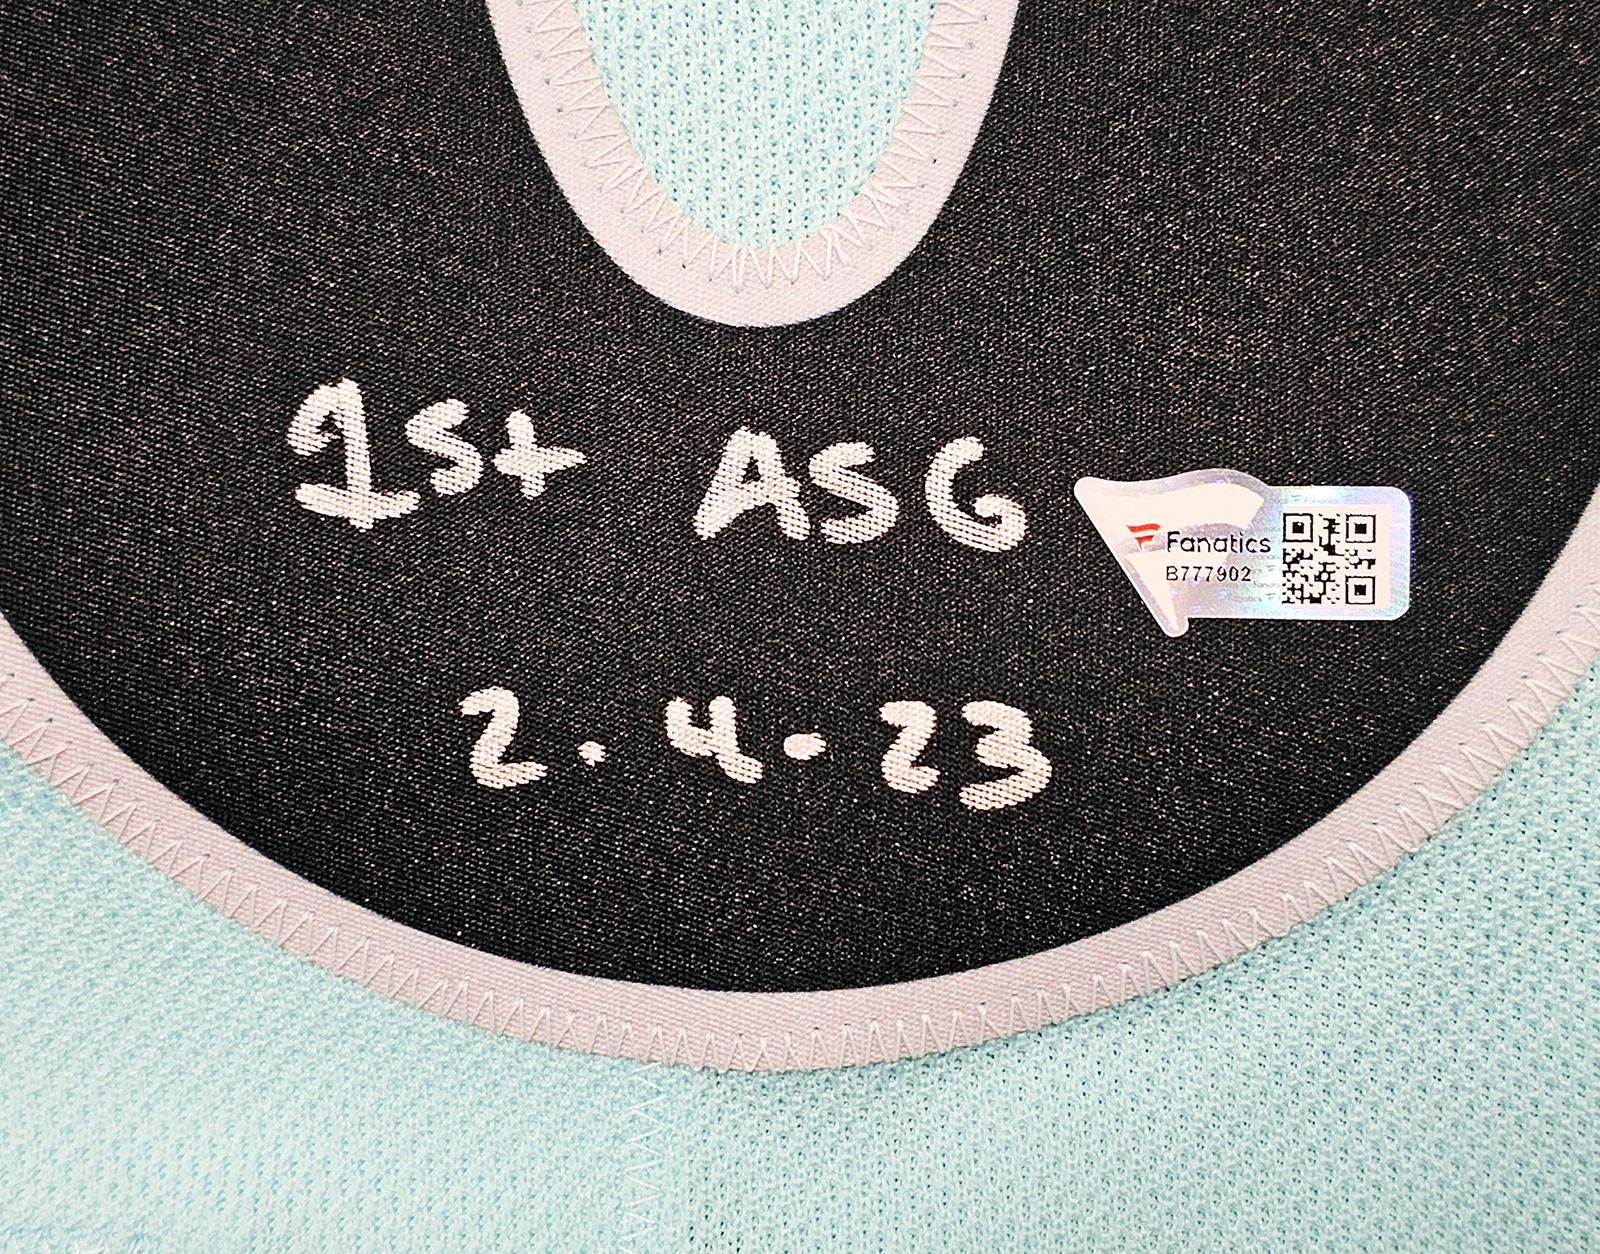 1st ASG
Fanatics
B777902
2.4.23